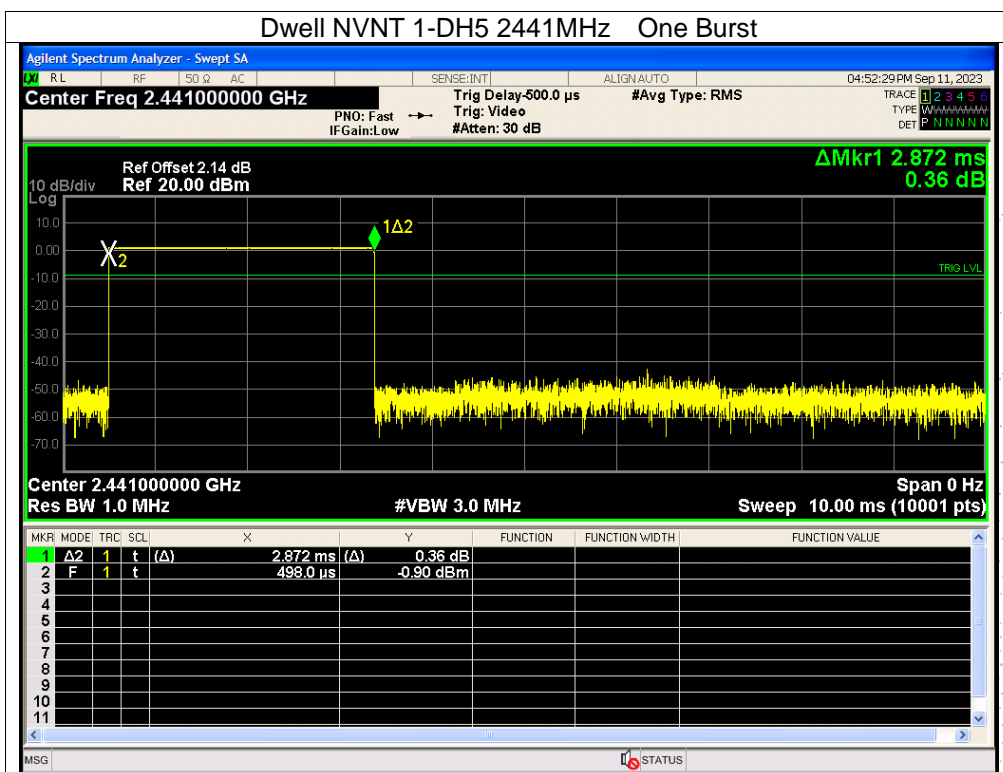 Dwell NVNT 1-DH5 2441MHz One Burst
Agilent Spectrum Analyzer - Swept SA
LXI RL RF 50 Ω AC SENSE:INT ALIGN AUTO 04:52:29 PM Sep 11, 2023
Center Freq 2.441000000 GHz Trig Delay-500.0 µs #Avg Type: RMS TRACE 1 2 3 4 5 6
PNO: Fast Trig: Video TYPE WWWWWW
IFGain:Low #Atten: 30 dB DET P N N N N N
ΔMkr1 2.872 ms
0.36 dB
Ref Offset 2.14 dB
10 dB/div Ref 20.00 dBm
Log
10.0
1Δ2
0.00
2
TRIG LVL
-10.0
-20.0
-30.0
-40.0
-50.0
-60.0
-70.0
Center 2.441000000 GHz Span 0 Hz
Res BW 1.0 MHz #VBW 3.0 MHz Sweep 10.00 ms (10001 pts)
MKR MODE TRC SCL X Y FUNCTION FUNCTION WIDTH FUNCTION VALUE
1 Δ2 1 t (Δ) 2.872 ms (Δ) 0.36 dB
2 F 1 t 498.0 µs -0.90 dBm
3
4
5
6
7
8
9
10
11
MSG STATUS